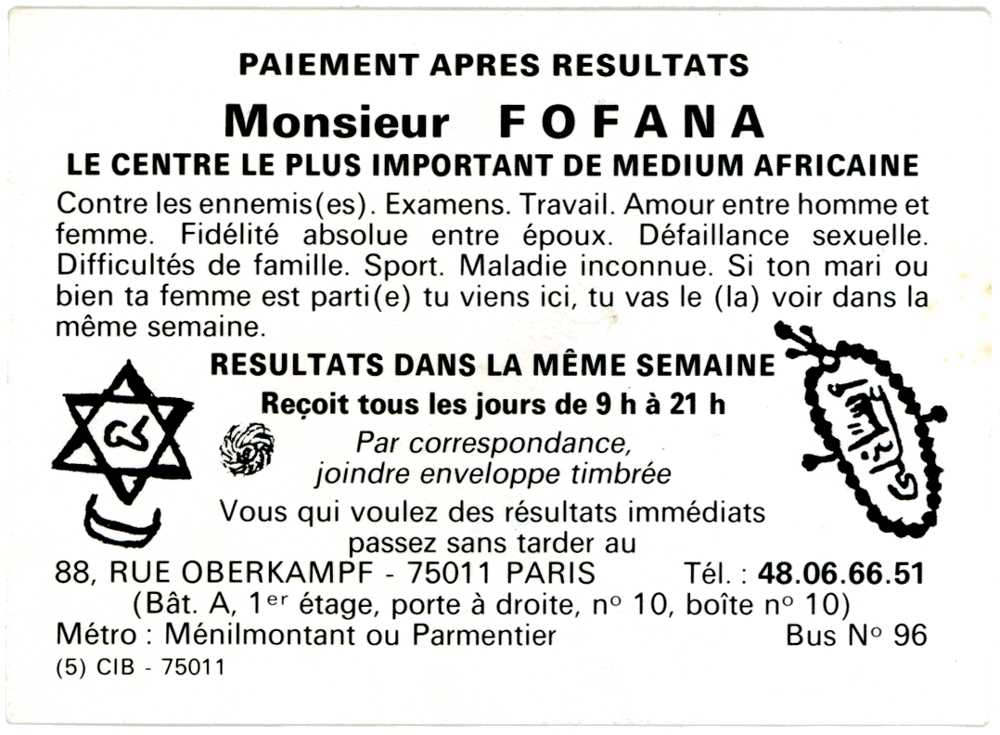 PAIEMENT APRES RESULTATS
Monsieur FOFANA
LE CENTRE LE PLUS IMPORTANT DE MEDIUM AFRICAINE
Contre les ennemis(es). Examens. Travail. Amour entre homme et
femme. Fidélité absolue entre époux. Défaillance sexuelle.
Difficultés de famille. Sport. Maladie inconnue. Si ton mari ou
bien ta femme est parti(e) tu viens ici, tu vas le (la) voir dans la
même semaine.
RESULTATS DANS LA MÊME SEMAINE
Reçoit tous les jours de 9 h à 21 h
Par correspondance,
joindre enveloppe timbrée
Vous qui voulez des résultats immédiats
passez sans tarder au
88, RUE OBERKAMPF - 75011 PARIS Tél. : 48.06.66.51
(Bât. A, 1er étage, porte à droite, nº 10, boîte nº 10)
Métro : Ménilmontant ou Parmentier Bus Nº 96
(5) CIB - 75011